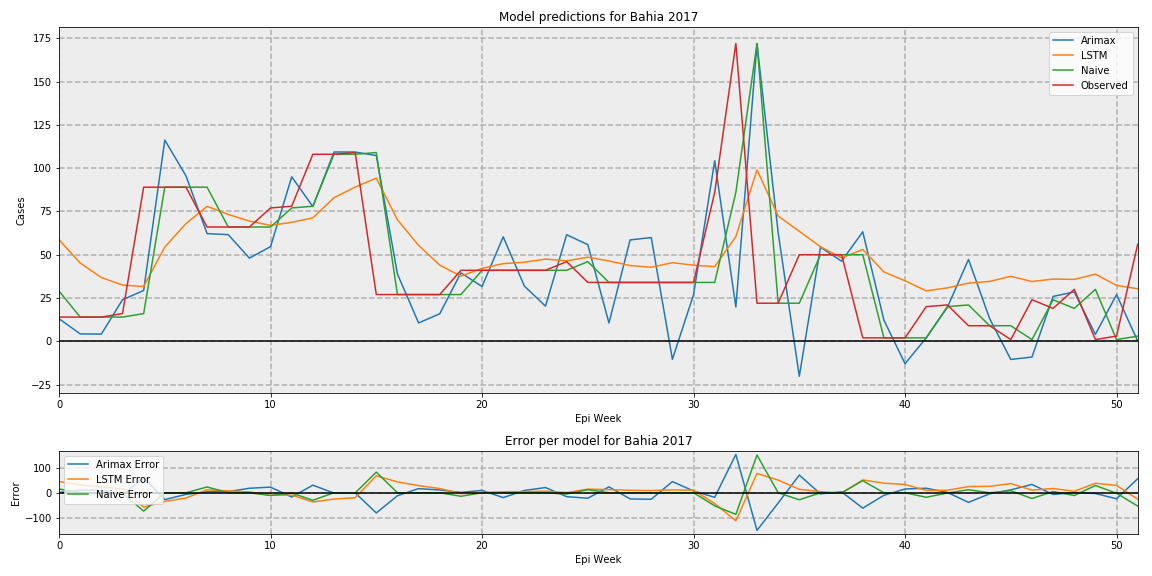 Model predictions for Bahia 2017
175
150
125
100
75
50
25
0
−25
Cases
Arimax
LSTM
Naive
Observed
0 10 20 30 40 50
Epi Week
Error per model for Bahia 2017
100
0
−100
Error
Arimax Error
LSTM Error
Naive Error
0 10 20 30 40 50
Epi Week